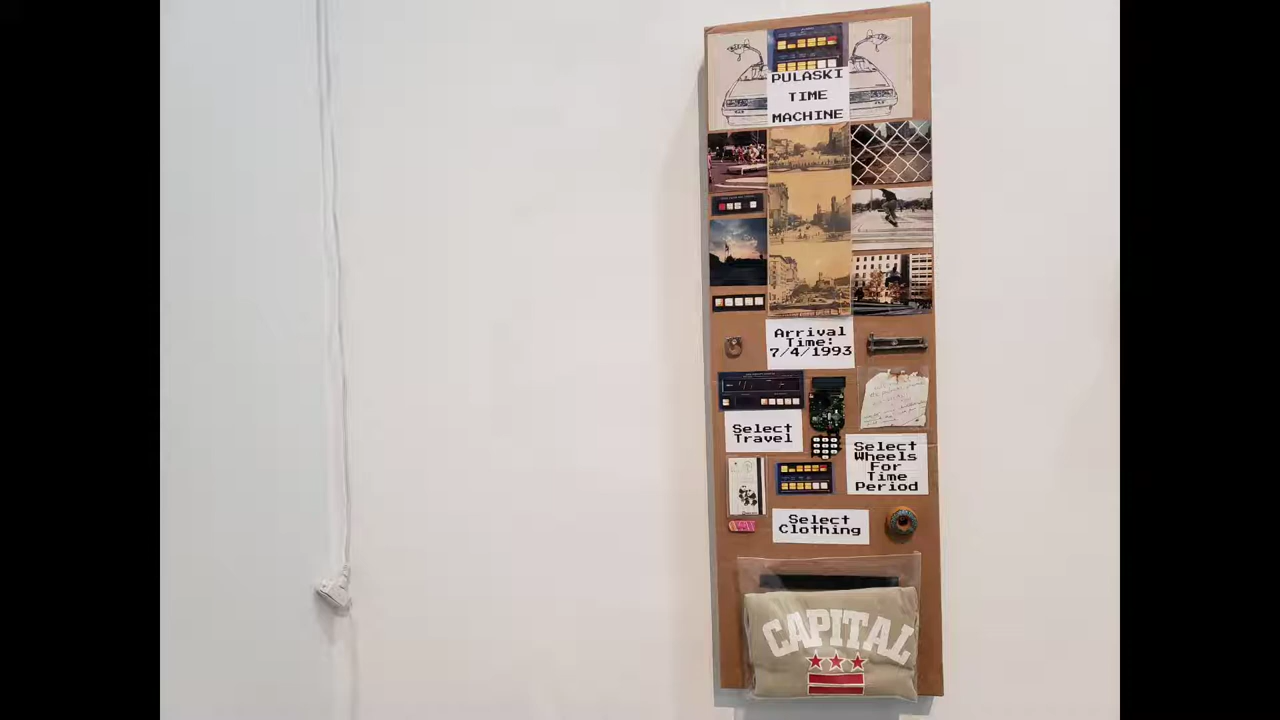 PULASKI
TIME
MACHINE
Arrival
Time:
7/4/1993
Select
Travel
Select
Wheels
For
Time
Period
Select
Clothing
CAPITAL